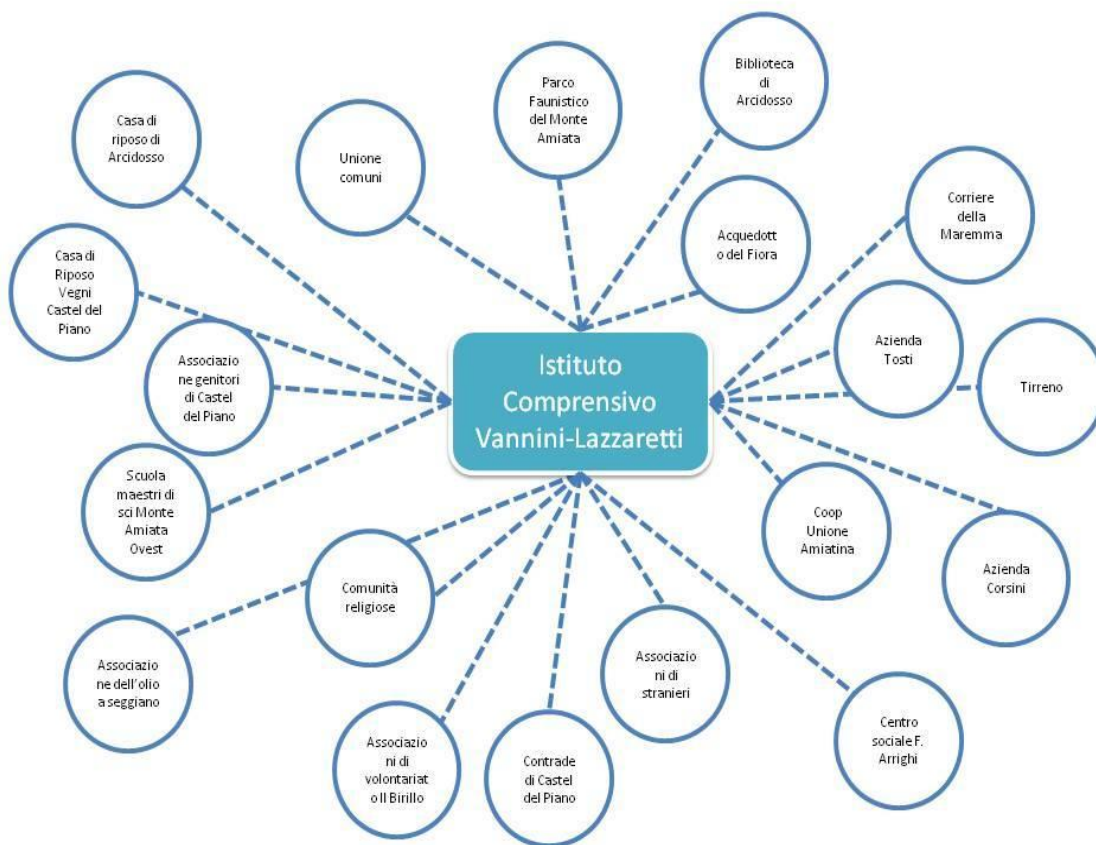 Casa di
riposo di
Arcidosso
Unione
comuni
Parco
Faunistico
del Monte
Amiata
Biblioteca
di
Arcidosso
Casa di
Riposo
Vegni
Castel del
Piano
Acquedott
o del Fiora
Corriere
della
Maremma
Associazio
ne genitori
di Castel
del Piano
Istituto
Comprensivo
Vannini-Lazzaretti
Azienda
Tosti
Tirreno
Scuola
maestri di
sci Monte
Amiata
Ovest
Coop
Unione
Amiatina
Azienda
Corsini
Comunità
religiose
Associazio
ne dell'olio
a seggiano
Associazio
ni di
stranieri
Associazio
ni di
volontariat
o Il Birillo
Contrade
di Castel
del Piano
Centro
sociale F.
Arrighi